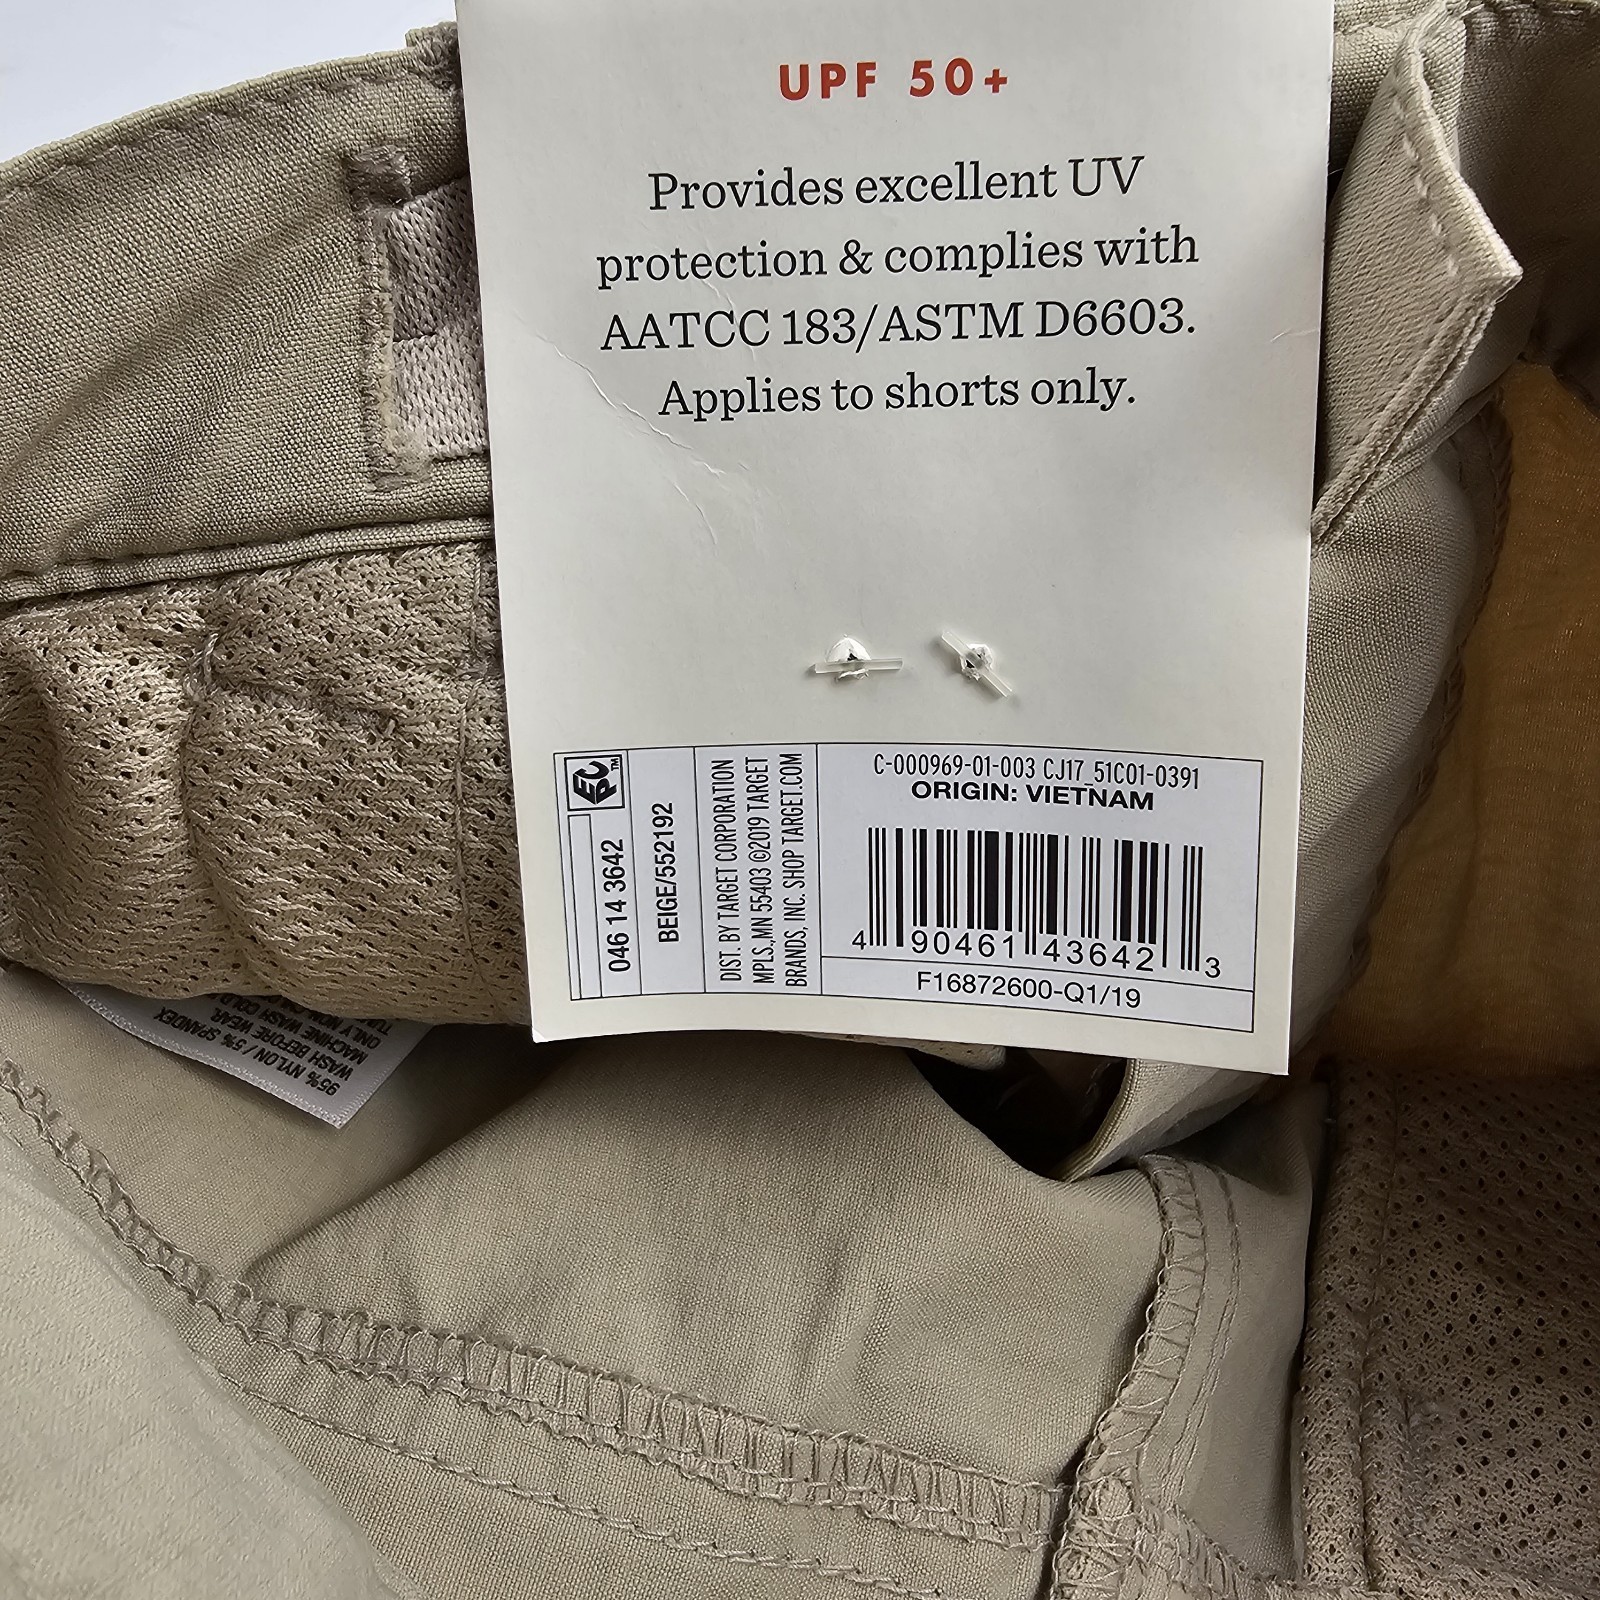 UPF 50+
Provides excellent UV
protection & complies with
AATCC 183/ASTM D6603.
Applies to shorts only.
EPC™
046 14 3642
BEIGE/552192
DIST. BY TARGET CORPORATION
MPLS.,MN 55403 ©2019 TARGET
BRANDS, INC. SHOP TARGET.COM
C-000969-01-003 CJ17_51C01-0391
ORIGIN: VIETNAM
4 90461 43642 3
F16872600-Q1/19
95% NYLON / 5% SPANDEX
WASH BEFORE WEAR
MACHINE WASH COLD